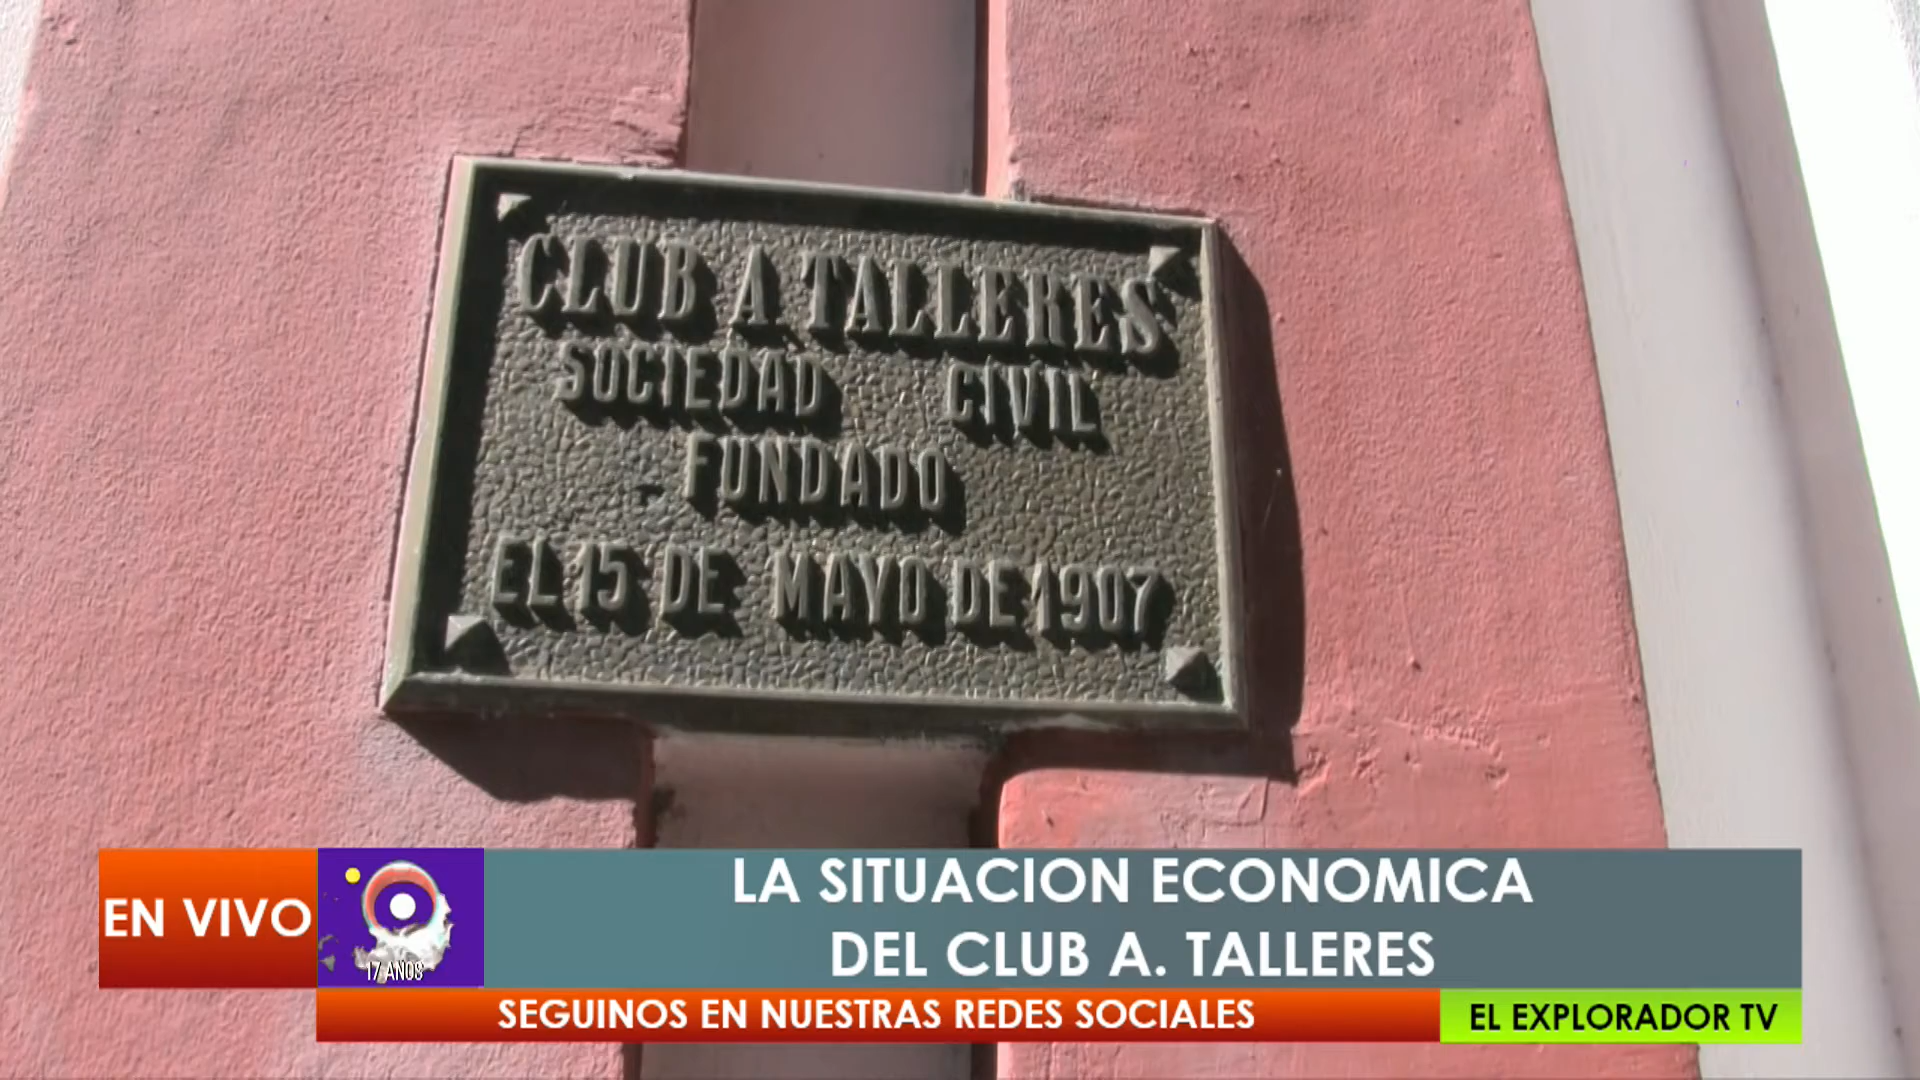 CLUB A TALLERES
SOCIEDAD CIVIL
FUNDADO
EL 15 DE MAYO DE 1907
EN VIVO
17 AÑOS
LA SITUACION ECONOMICA
DEL CLUB A. TALLERES
SEGUINOS EN NUESTRAS REDES SOCIALES
EL EXPLORADOR TV